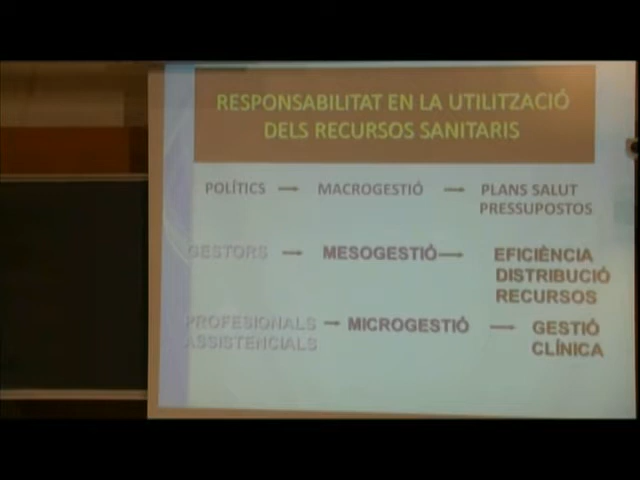 RESPONSABILITAT EN LA UTILITZACIÓ
DELS RECURSOS SANITARIS
POLÍTICS → MACROGESTIÓ → PLANS SALUT
PRESSUPOSTOS
GESTORS → MESOGESTIÓ → EFICIÈNCIA
DISTRIBUCIÓ
RECURSOS
PROFESIONALS → MICROGESTIÓ → GESTIÓ
ASSISTENCIALS CLÍNICA